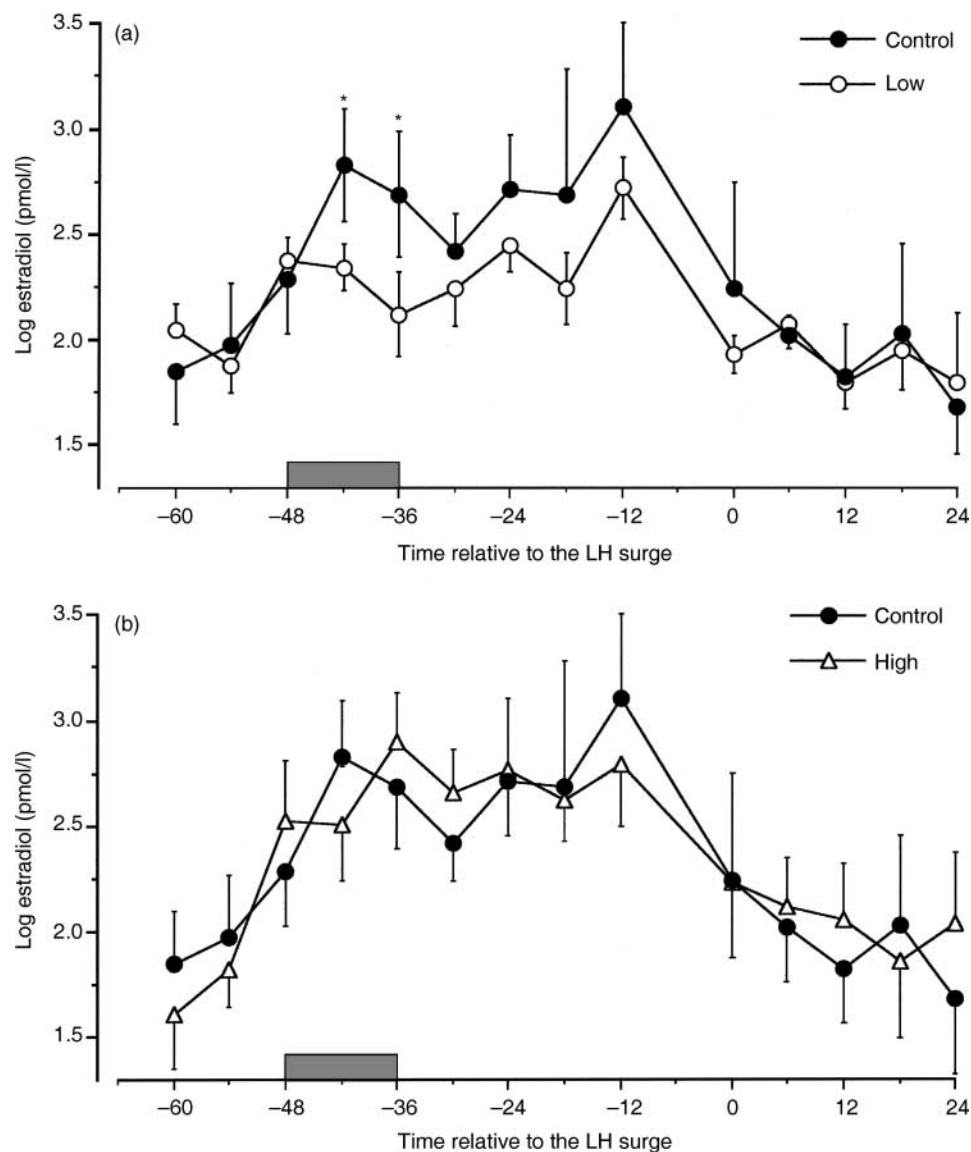 (a)
Control
Low
3.5
3.0
2.5
2.0
1.5
Log estradiol (pmol/l)
* *
–60 –48 –36 –24 –12 0 12 24
Time relative to the LH surge
(b)
Control
High
3.5
3.0
2.5
2.0
1.5
Log estradiol (pmol/l)
–60 –48 –36 –24 –12 0 12 24
Time relative to the LH surge